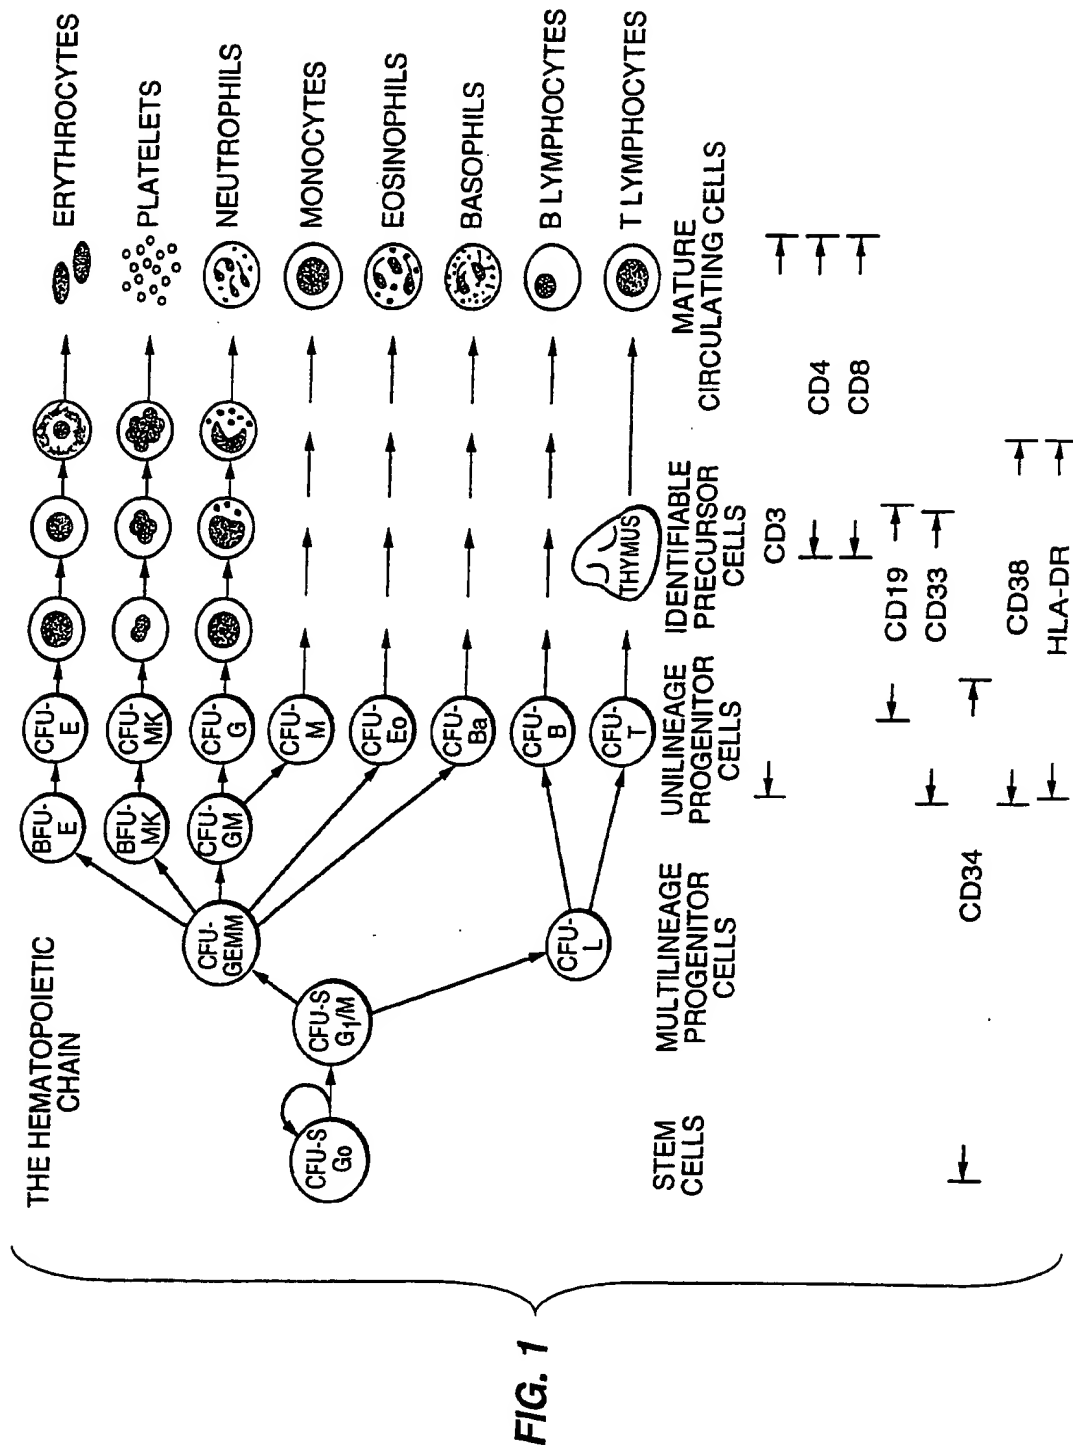 THE HEMATOPOIETIC
CHAIN
CFU-S
Go
CFU-S
G1/M
CFU-
GEMM
CFU-
L
BFU-
E
BFU-
MK
CFU-
GM
CFU-
E
CFU-
MK
CFU-
G
CFU-
M
CFU-
Eo
CFU-
Ba
CFU-
B
CFU-
T
THYMUS
ERYTHROCYTES
PLATELETS
NEUTROPHILS
MONOCYTES
EOSINOPHILS
BASOPHILS
B LYMPHOCYTES
T LYMPHOCYTES
STEM
CELLS
MULTILINEAGE
PROGENITOR
CELLS
UNILINEAGE
PROGENITOR
CELLS
IDENTIFIABLE
PRECURSOR
CELLS
MATURE
CIRCULATING CELLS
CD3
CD4
CD8
CD19
CD33
CD34
CD38
HLA-DR
FIG. 1